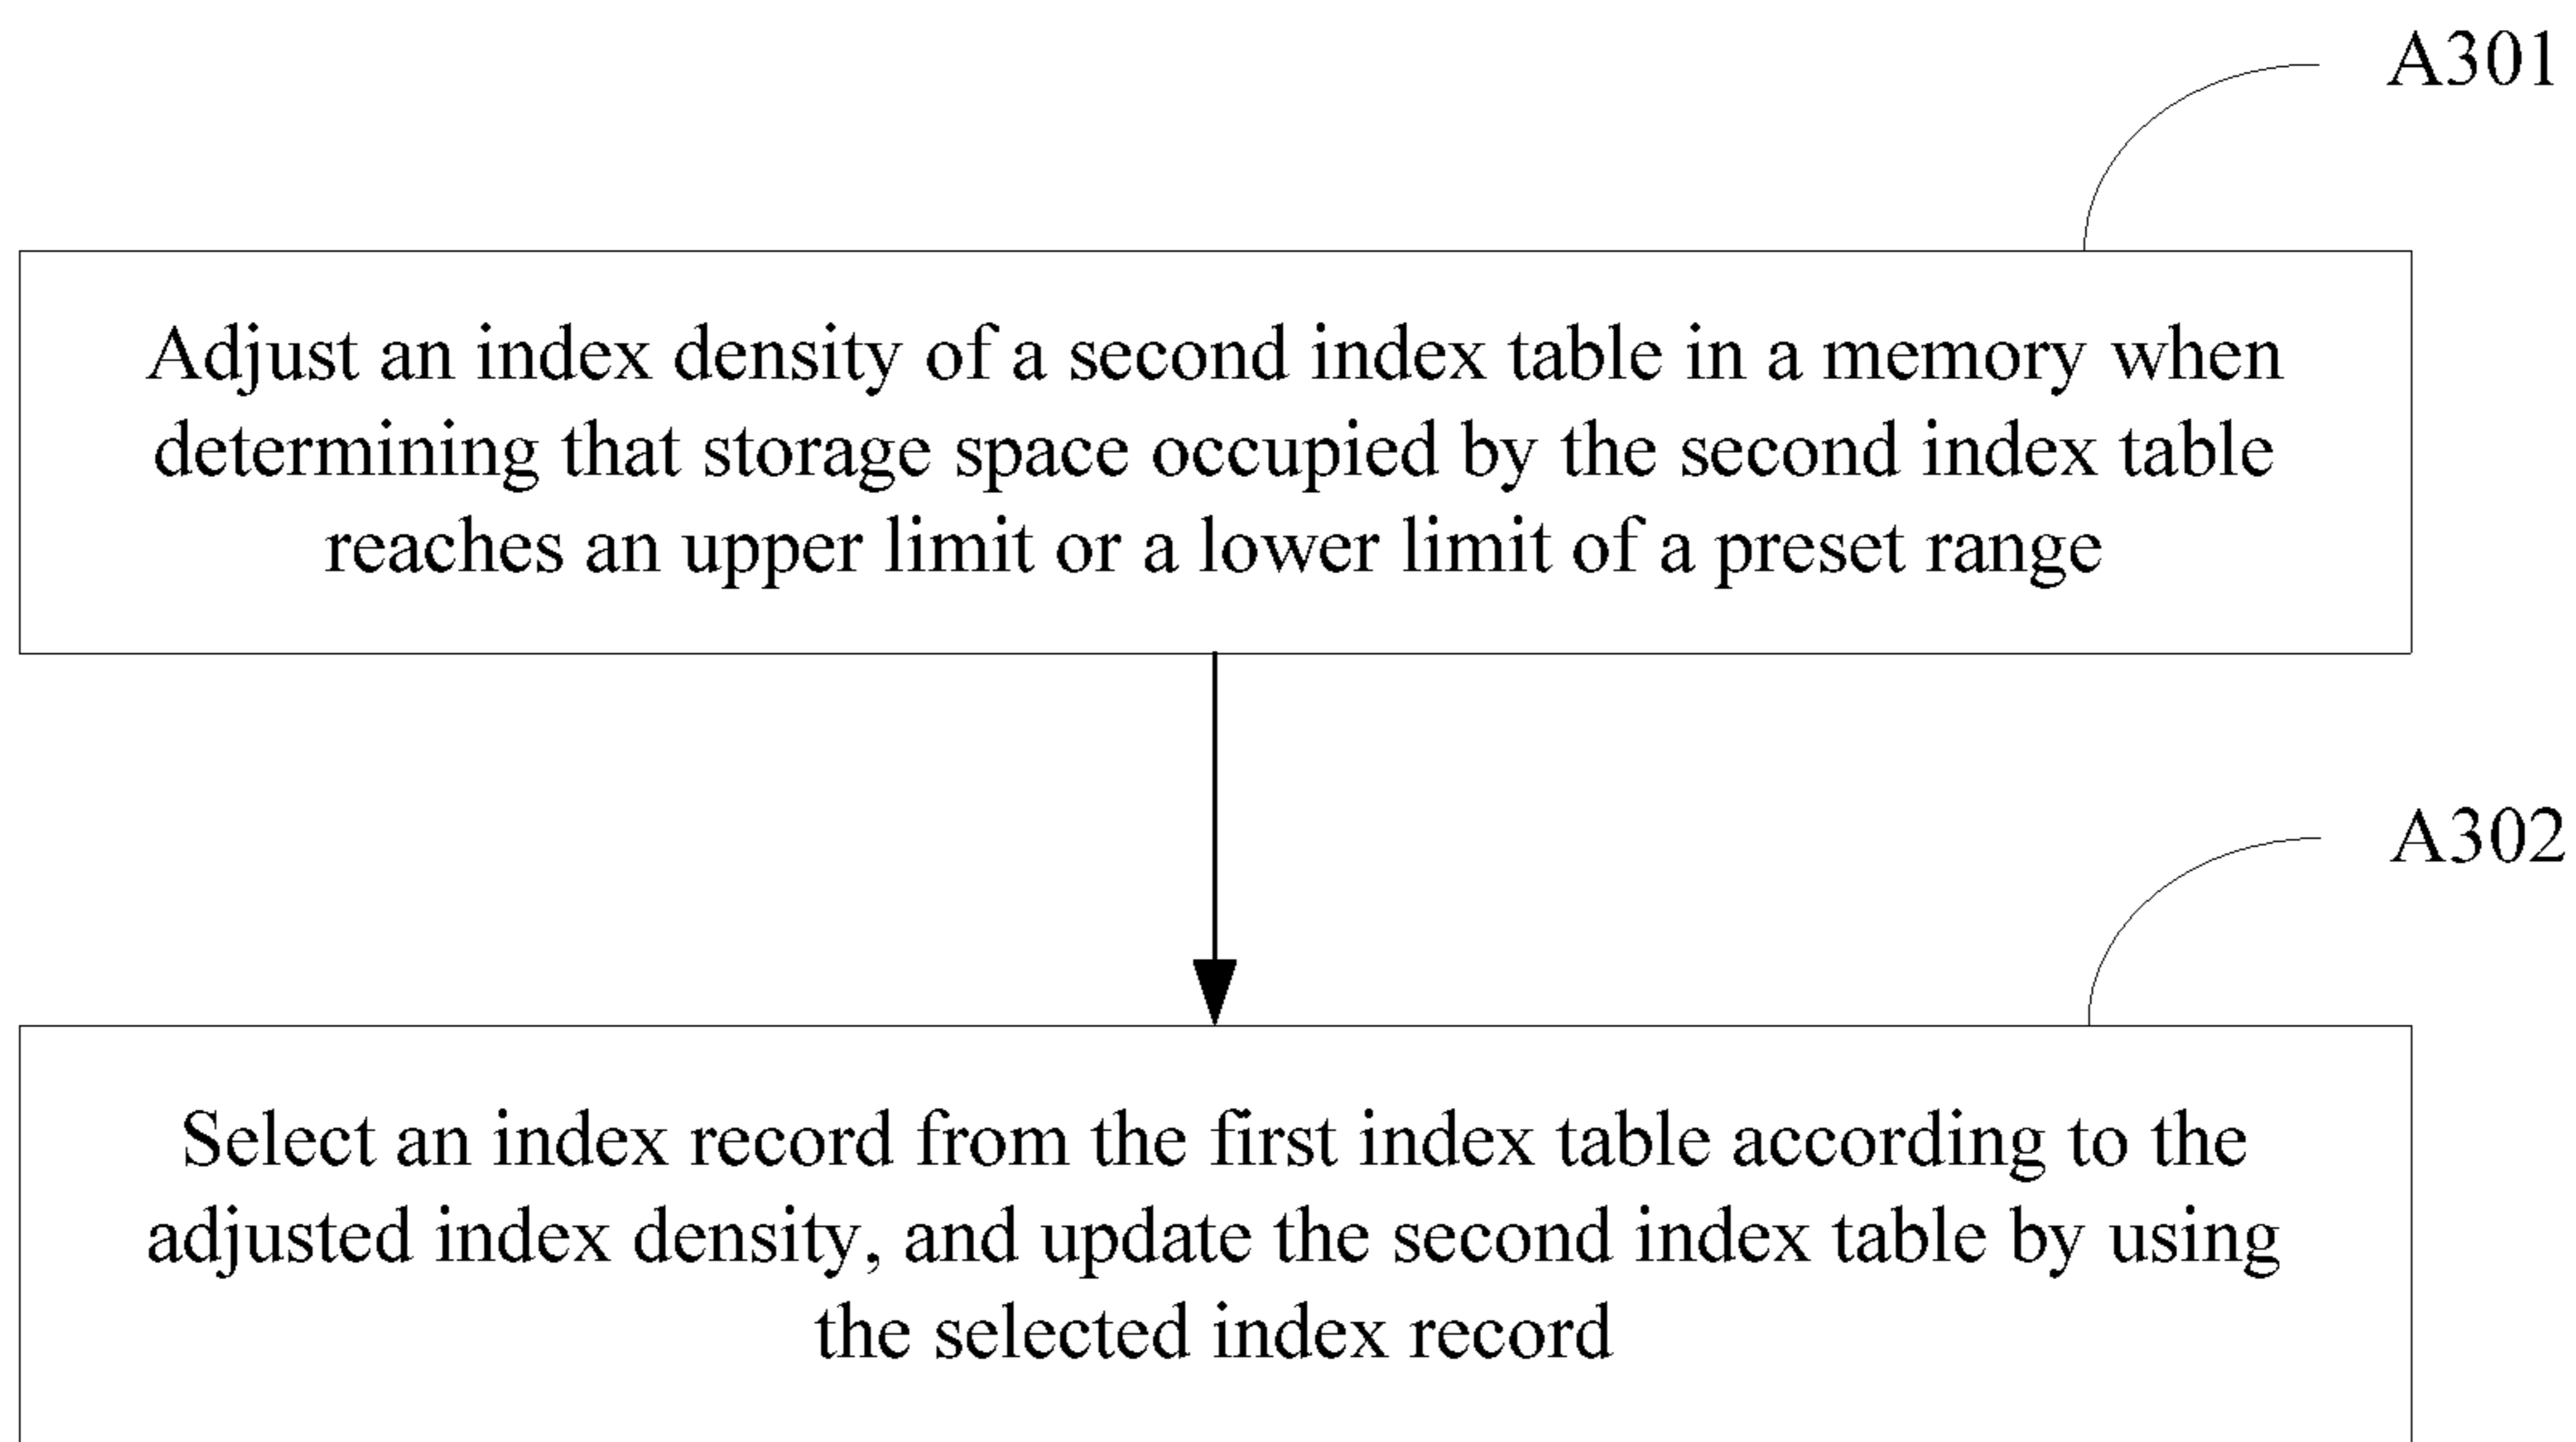 A301
Adjust an index density of a second index table in a memory when
determining that storage space occupied by the second index table
reaches an upper limit or a lower limit of a preset range
A302
Select an index record from the first index table according to the
adjusted index density, and update the second index table by using
the selected index record